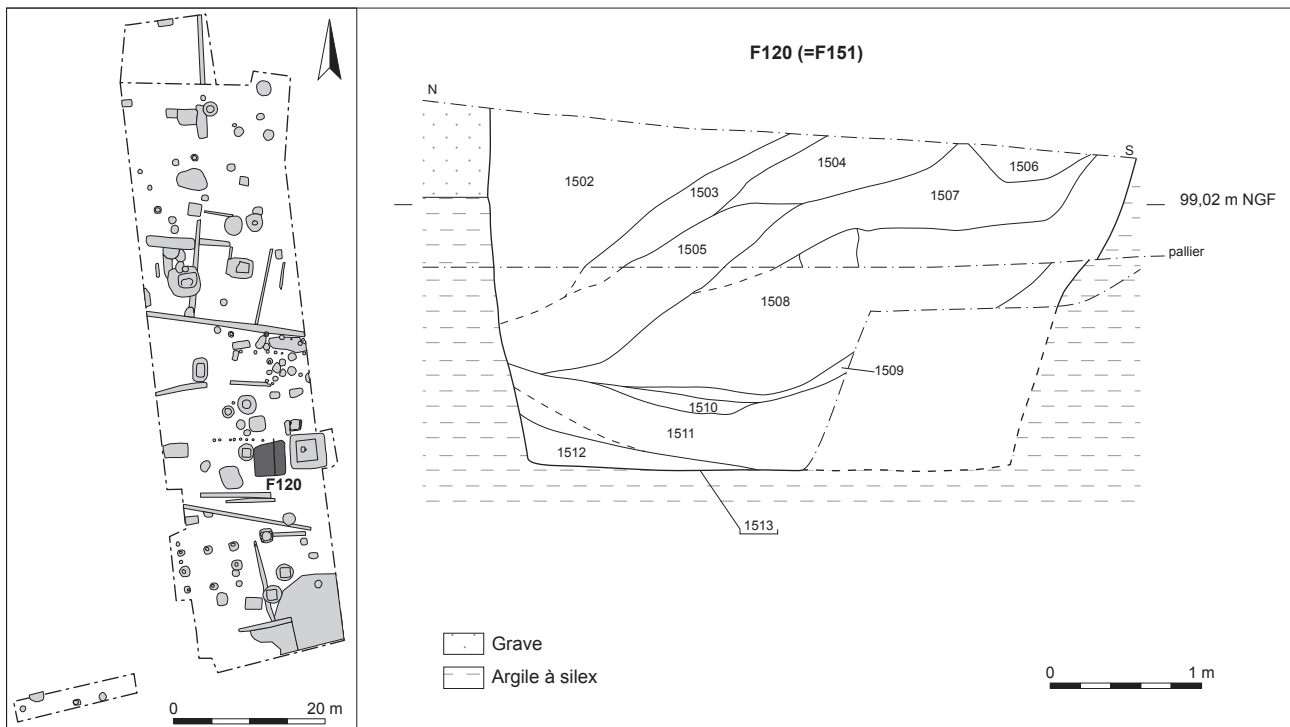 F120
0
20 m
F120 (=F151)
N
S
1502
1503
1504
1505
1506
1507
1508
1509
1510
1511
1512
1513
99,02 m NGF
pallier
Grave
Argile à silex
0
1 m